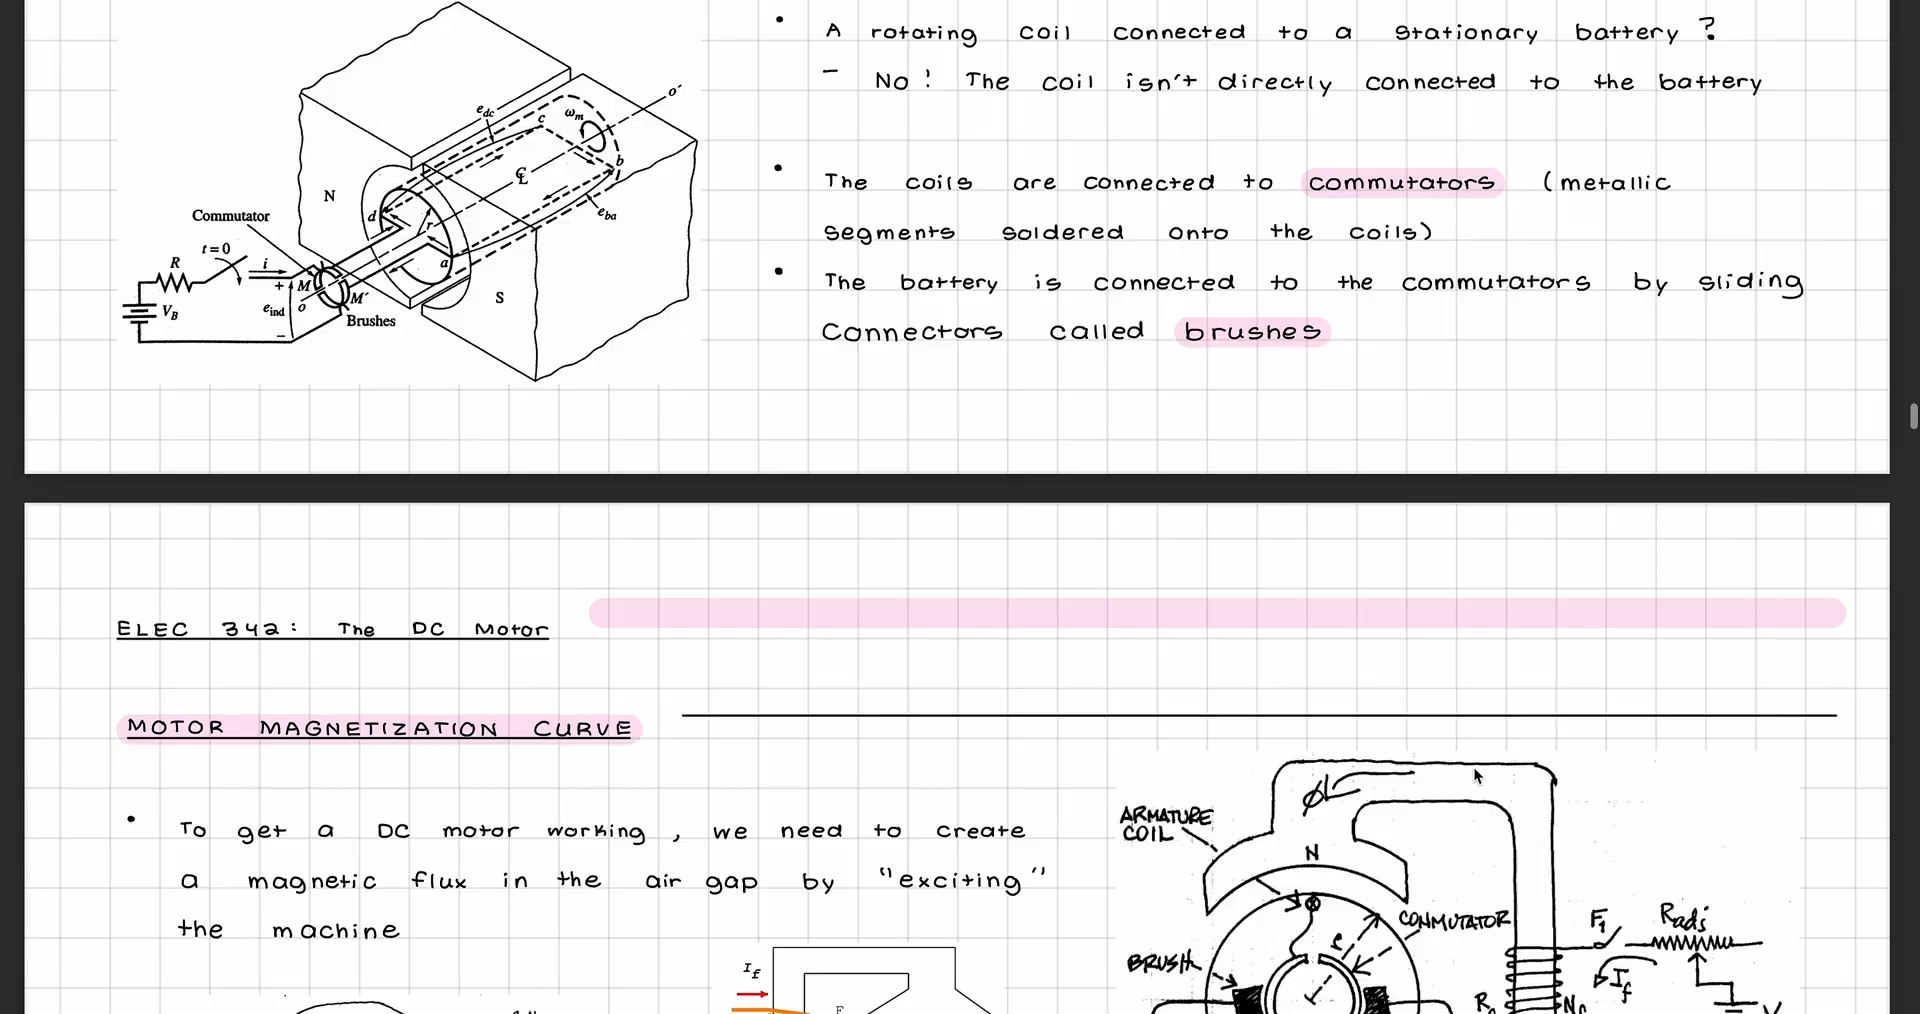 A rotating coil connected to a stationary battery?
- No! The coil isn't directly connected to the battery
The coils are connected to commutators (metallic
segments soldered onto the coils)
The battery is connected to the commutators by sliding
connectors called brushes
e_dc
c
ω_m
o'
b
℄
N
e_ba
Commutator
d
r
t=0
a
R
i
+ M
M'
S
V_B
e_ind
o
Brushes
−
ELEC 342: The DC Motor
MOTOR MAGNETIZATION CURVE
To get a DC motor working, we need to create
a magnetic flux in the air gap by "exciting"
the machine
I_f
F
ϕ
ARMATURE
COIL
N
COMMUTATOR
BRUSH
F1
Radj
I_f